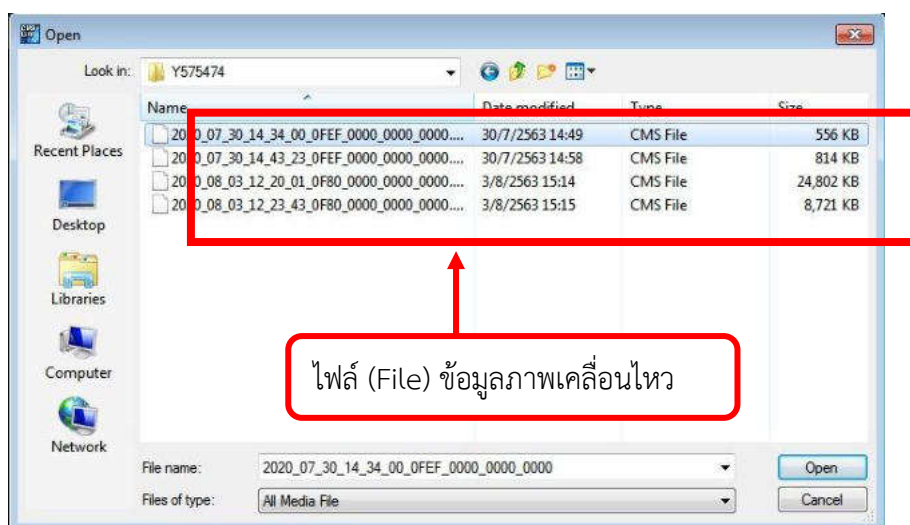 Open
Look in: Y575474
Name Date modified Type Size
2020_07_30_14_34_00_0FEF_0000_0000_0000.... 30/7/2563 14:49 CMS File 556 KB
2020_07_30_14_43_23_0FEF_0000_0000_0000.... 30/7/2563 14:58 CMS File 814 KB
2020_08_03_12_20_01_0F80_0000_0000_0000.... 3/8/2563 15:14 CMS File 24,802 KB
2020_08_03_12_23_43_0F80_0000_0000_0000.... 3/8/2563 15:15 CMS File 8,721 KB
Recent Places
Desktop
Libraries
Computer
Network
ไฟล์ (File) ข้อมูลภาพเคลื่อนไหว
File name: 2020_07_30_14_34_00_0FEF_0000_0000_0000 Open
Files of type: All Media File Cancel